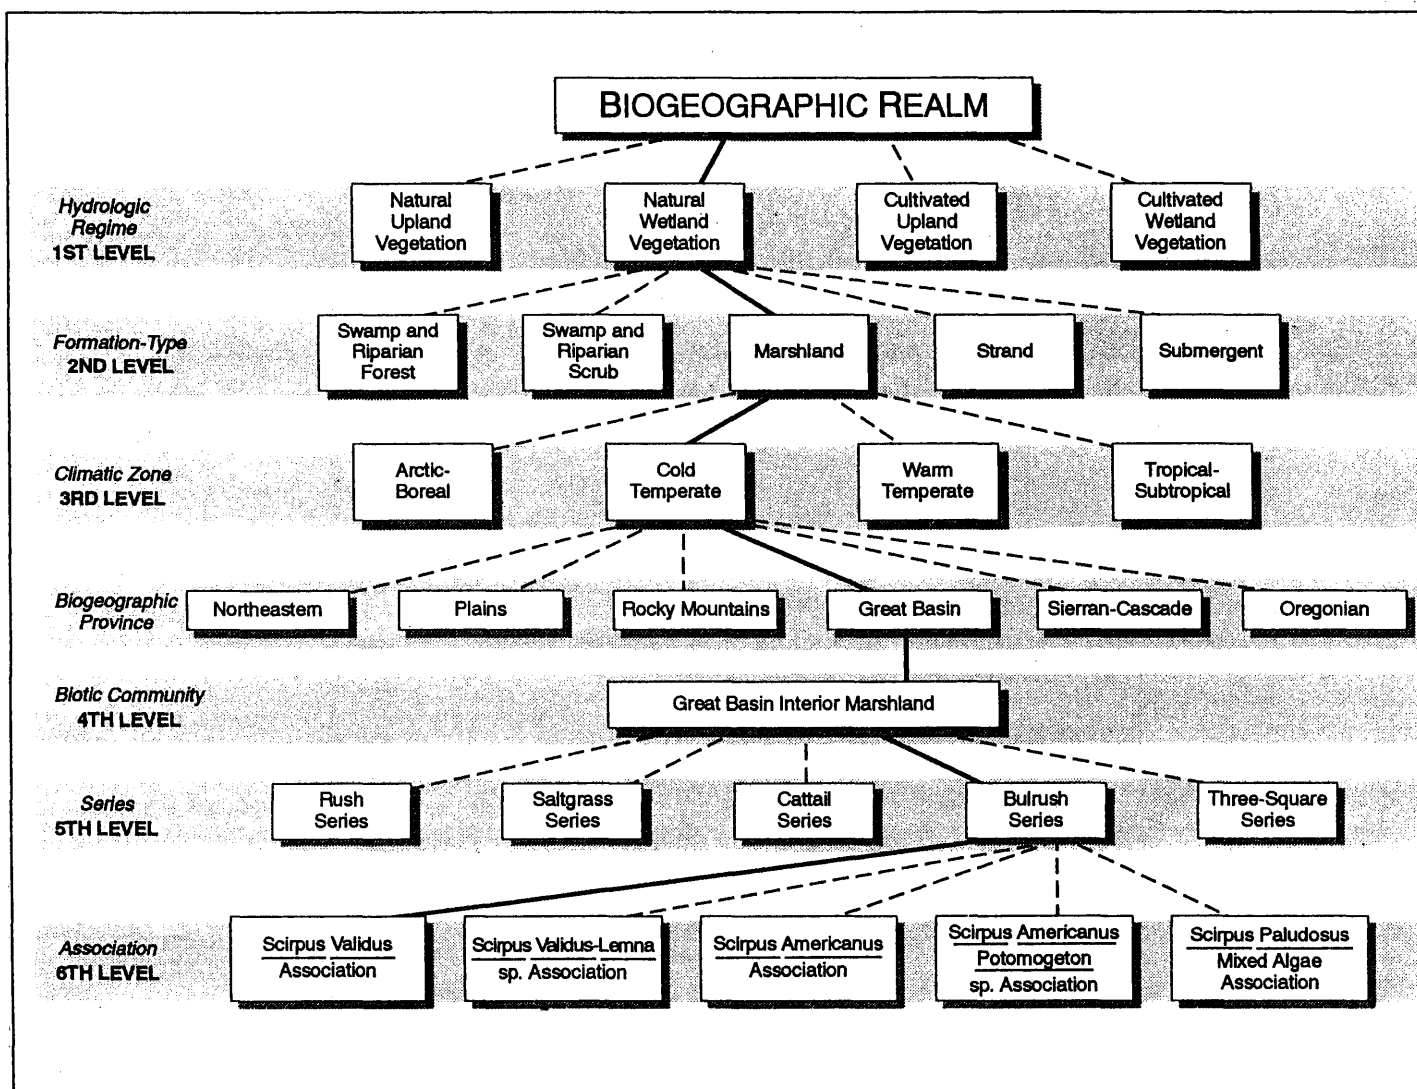 BIOGEOGRAPHIC REALM
Hydrologic
Regime
1ST LEVEL
Natural
Upland
Vegetation
Natural
Wetland
Vegetation
Cultivated
Upland
Vegetation
Cultivated
Wetland
Vegetation
Formation-Type
2ND LEVEL
Swamp and
Riparian
Forest
Swamp and
Riparian
Scrub
Marshland
Strand
Submergent
Climatic Zone
3RD LEVEL
Arctic-
Boreal
Cold
Temperate
Warm
Temperate
Tropical-
Subtropical
Biogeographic
Province
Northeastern
Plains
Rocky Mountains
Great Basin
Sierran-Cascade
Oregonian
Biotic Community
4TH LEVEL
Great Basin Interior Marshland
Series
5TH LEVEL
Rush
Series
Saltgrass
Series
Cattail
Series
Bulrush
Series
Three-Square
Series
Association
6TH LEVEL
Scirpus Validus
Association
Scirpus Validus-Lemna
sp. Association
Scirpus Americanus
Association
Scirpus Americanus
Potomogeton
sp. Association
Scirpus Paludosus
Mixed Algae
Association